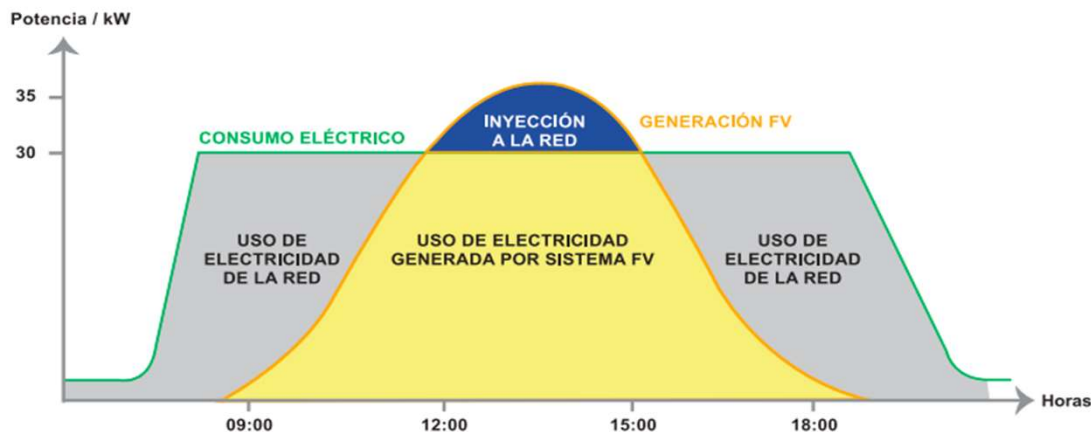 Potencia / kW
35
30
CONSUMO ELÉCTRICO
INYECCIÓN
A LA RED
GENERACIÓN FV
USO DE
ELECTRICIDAD
DE LA RED
USO DE ELECTRICIDAD
GENERADA POR SISTEMA FV
USO DE
ELECTRICIDAD
DE LA RED
Horas
09:00
12:00
15:00
18:00